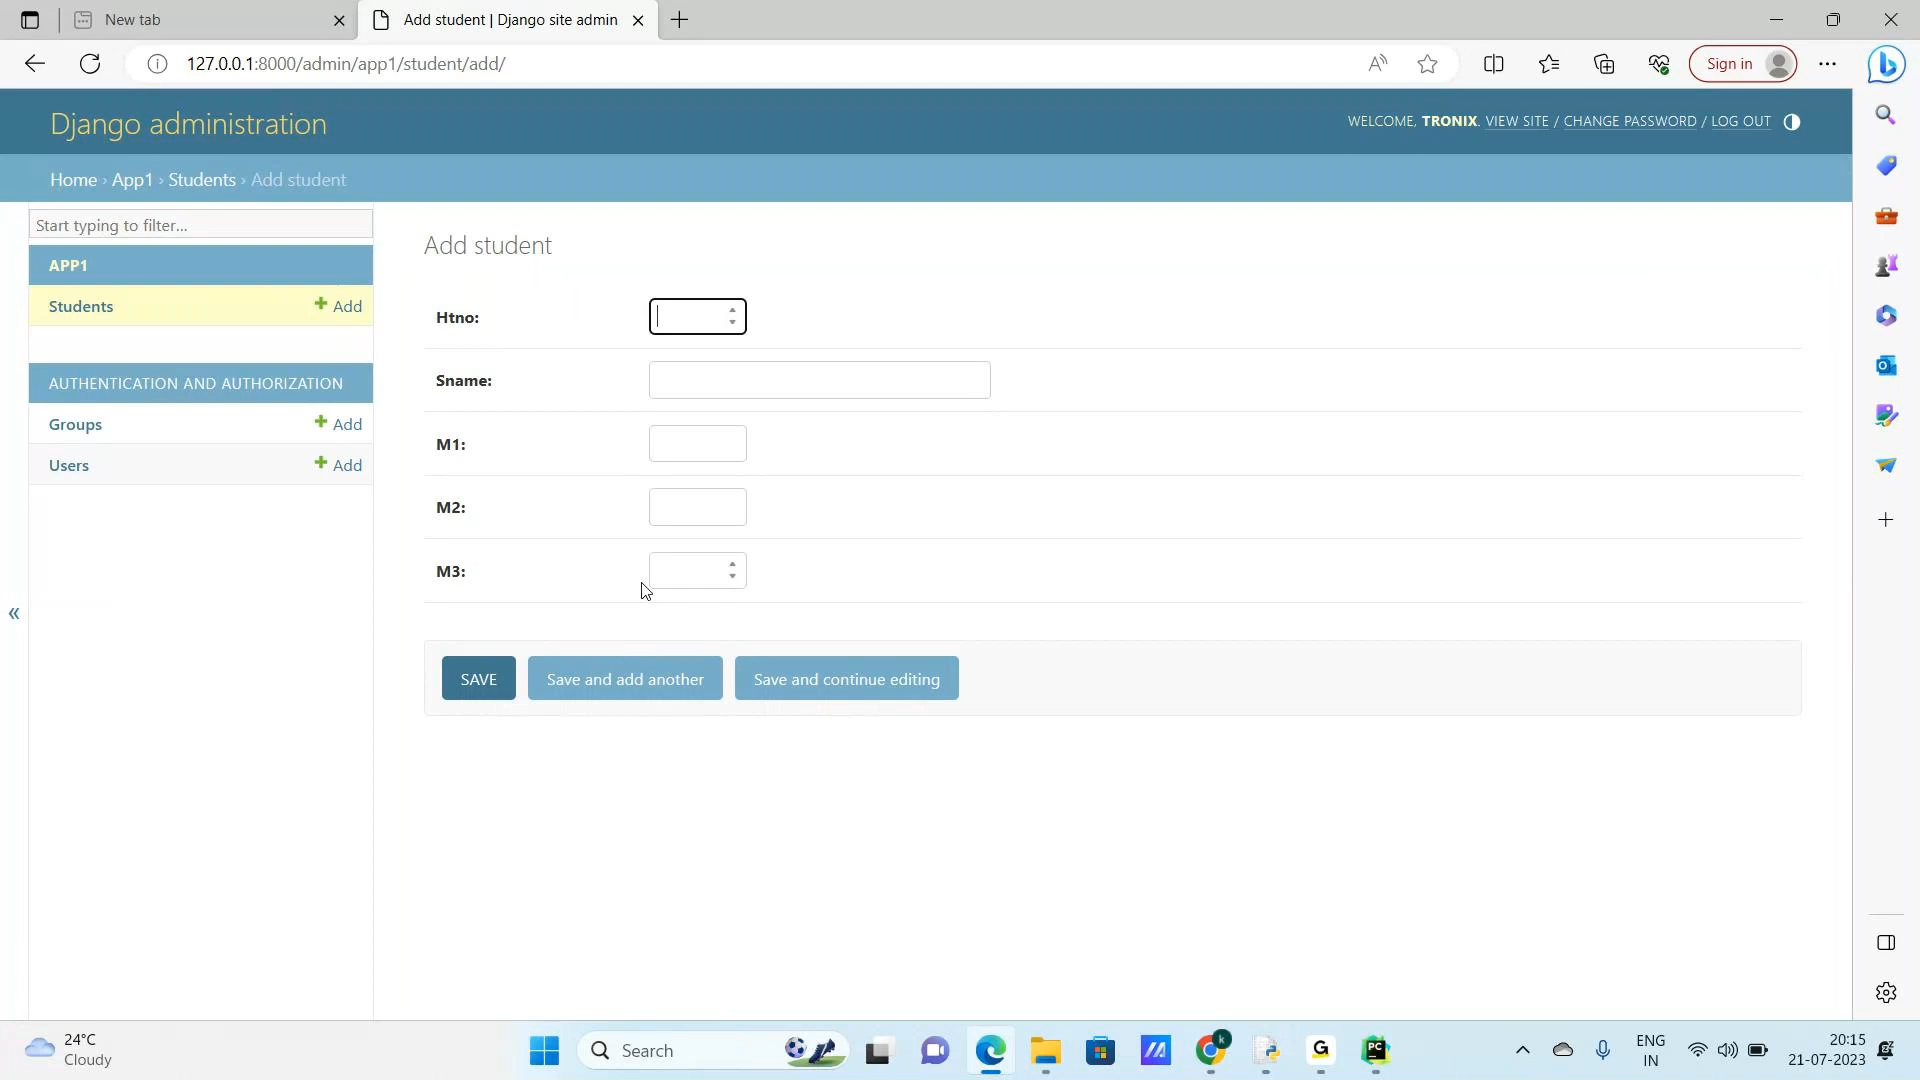 New tab
Add student | Django site admin
127.0.0.1:8000/admin/app1/student/add/
Sign in
Django administration
WELCOME, TRONIX. VIEW SITE / CHANGE PASSWORD / LOG OUT
Home › App1 › Students › Add student
Start typing to filter...
APP1
Students
Add
AUTHENTICATION AND AUTHORIZATION
Groups
Add
Users
Add
«
Add student
Htno:
Sname:
M1:
M2:
M3:
SAVE
Save and add another
Save and continue editing
24°C
Cloudy
Search
k
G
PC
ENG
IN
20:15
21-07-2023